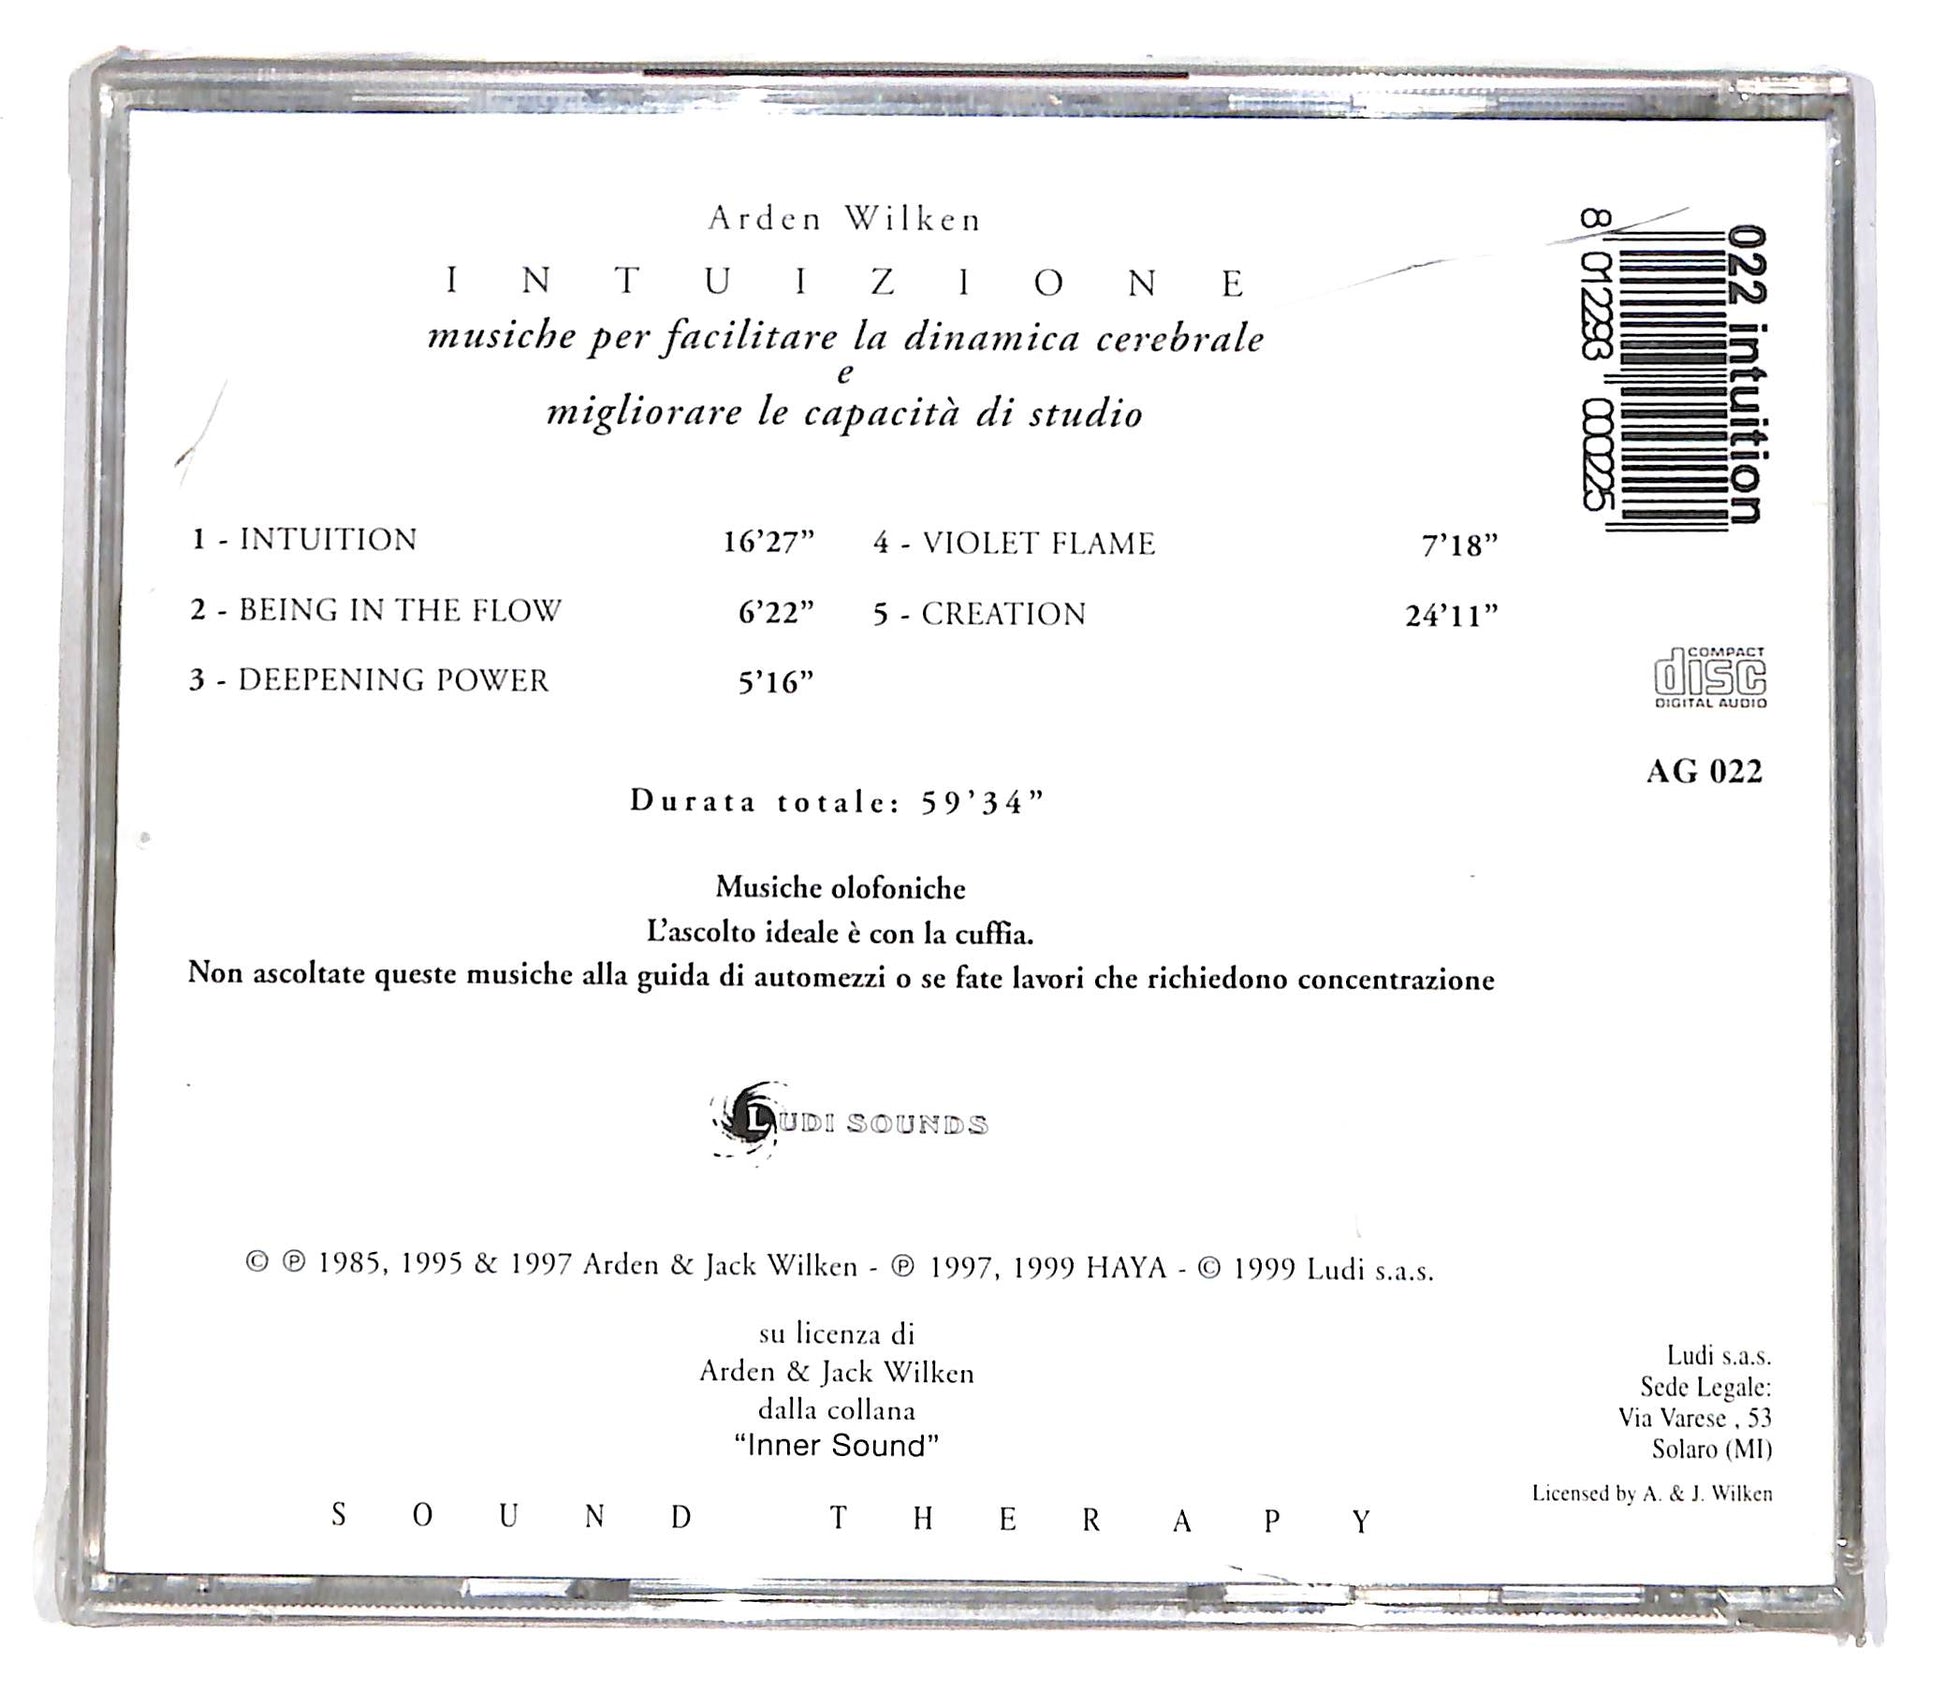 Arden Wilken
INTUIZIONE
musiche per facilitare la dinamica cerebrale
e
migliorare le capacità di studio
1 - INTUITION 16’27”
2 - BEING IN THE FLOW 6’22”
3 - DEEPENING POWER 5’16”
4 - VIOLET FLAME 7’18”
5 - CREATION 24’11”
Durata totale: 59’34”
Musiche olofoniche
L’ascolto ideale è con la cuffia.
Non ascoltate queste musiche alla guida di automezzi o se fate lavori che richiedono concentrazione
LUDI SOUNDS
© ℗ 1985, 1995 & 1997 Arden & Jack Wilken - ℗ 1997, 1999 HAYA - © 1999 Ludi s.a.s.
su licenza di
Arden & Jack Wilken
dalla collana
“Inner Sound”
SOUND THERAPY
022 intuition
8 012963 000225
COMPACT
disc
DIGITAL AUDIO
AG 022
Ludi s.a.s.
Sede Legale:
Via Varese , 53
Solaro (MI)
Licensed by A. & J. Wilken